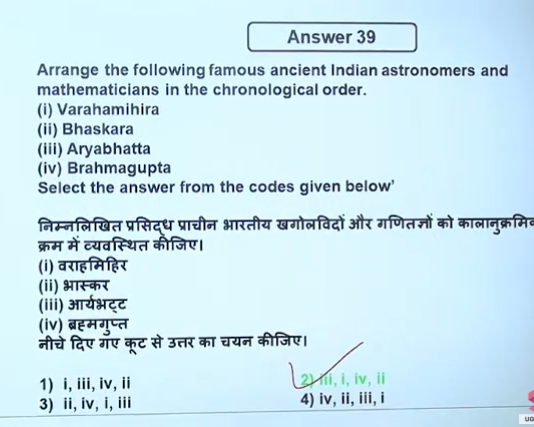 Answer 39
Arrange the following famous ancient Indian astronomers and
mathematicians in the chronological order.
(i) Varahamihira
(ii) Bhaskara
(iii) Aryabhatta
(iv) Brahmagupta
Select the answer from the codes given below'
निम्नलिखित प्रसिद्ध प्राचीन भारतीय खगोलविदों और गणितज्ञों को कालानुक्रमिक
क्रम में व्यवस्थित कीजिए।
(i) वराहमिहिर
(ii) भास्कर
(iii) आर्यभट्ट
(iv) ब्रह्मगुप्त
नीचे दिए गए कूट से उत्तर का चयन कीजिए।
1) i, iii, iv, ii 2) iii, i, iv, ii
3) ii, iv, i, iii 4) iv, ii, iii, i
UG